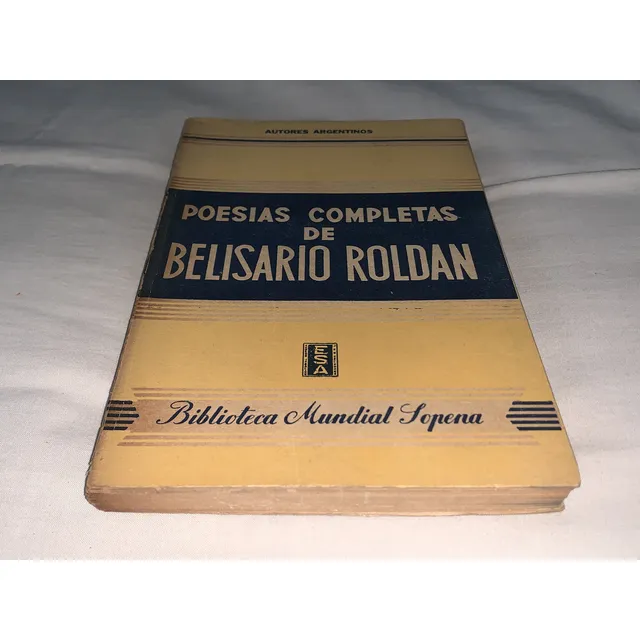 AUTORES ARGENTINOS
POESIAS COMPLETAS
DE
BELISARIO ROLDAN
ESA
Biblioteca Mundial Sopena